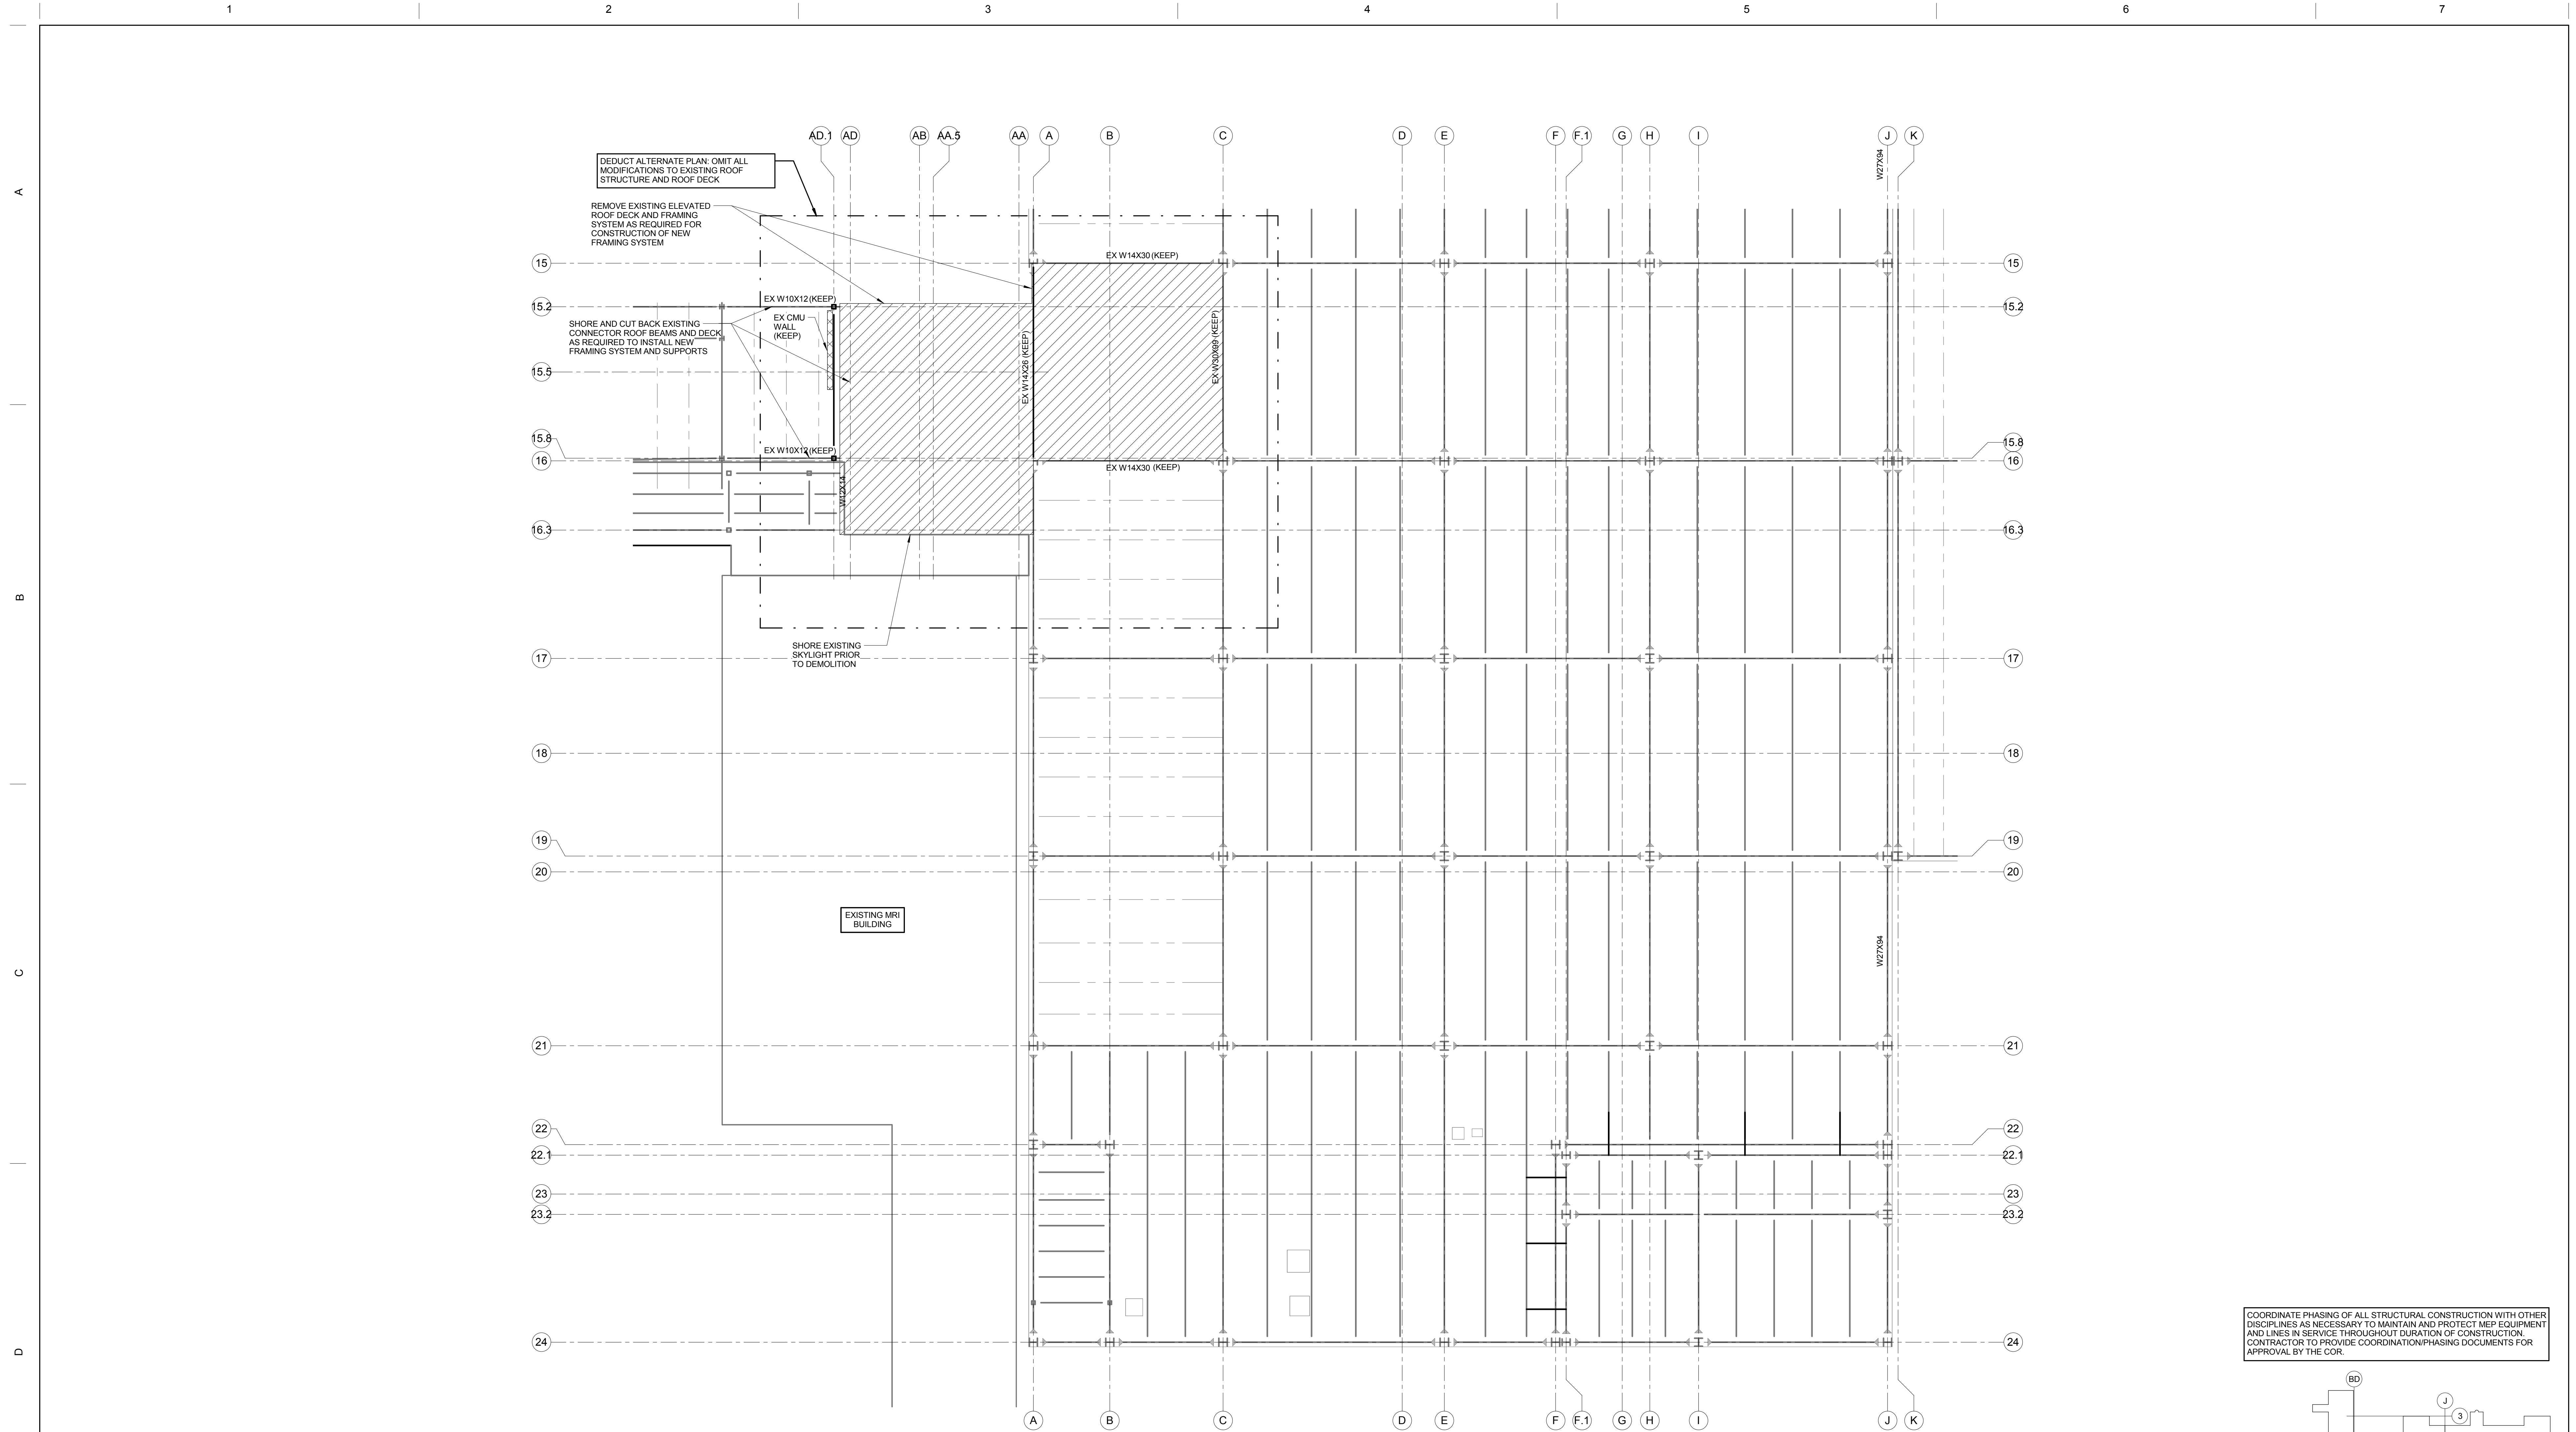 1 2 3 4 5 6 7
A
B
C
D
AD.1 AD AB AA.5 AA A B C D E F F.1 G H I J K
W27X94
DEDUCT ALTERNATE PLAN: OMIT ALL
MODIFICATIONS TO EXISTING ROOF
STRUCTURE AND ROOF DECK
REMOVE EXISTING ELEVATED
ROOF DECK AND FRAMING
SYSTEM AS REQUIRED FOR
CONSTRUCTION OF NEW
FRAMING SYSTEM
15 EX W14X30 (KEEP) 15
15.2 EX W10X12 (KEEP) 15.2
SHORE AND CUT BACK EXISTING
CONNECTOR ROOF BEAMS AND DECK
AS REQUIRED TO INSTALL NEW
FRAMING SYSTEM AND SUPPORTS
EX CMU
WALL
(KEEP)
EX W14X26 (KEEP)
EX W30X99 (KEEP)
15.5
15.8 EX W10X12 (KEEP) 15.8
16 EX W14X30 (KEEP) 16
W12X14
16.3 16.3
SHORE EXISTING
SKYLIGHT PRIOR
TO DEMOLITION
17 17
18 18
19 19
20 20
EXISTING MRI
BUILDING
W27X94
21 21
22 22
22.1 22.1
23 23
23.2 23.2
24 24
A B C D E F F.1 G H I J K
COORDINATE PHASING OF ALL STRUCTURAL CONSTRUCTION WITH OTHER
DISCIPLINES AS NECESSARY TO MAINTAIN AND PROTECT MEP EQUIPMENT
AND LINES IN SERVICE THROUGHOUT DURATION OF CONSTRUCTION.
CONTRACTOR TO PROVIDE COORDINATION/PHASING DOCUMENTS FOR
APPROVAL BY THE COR.
BD
J
3